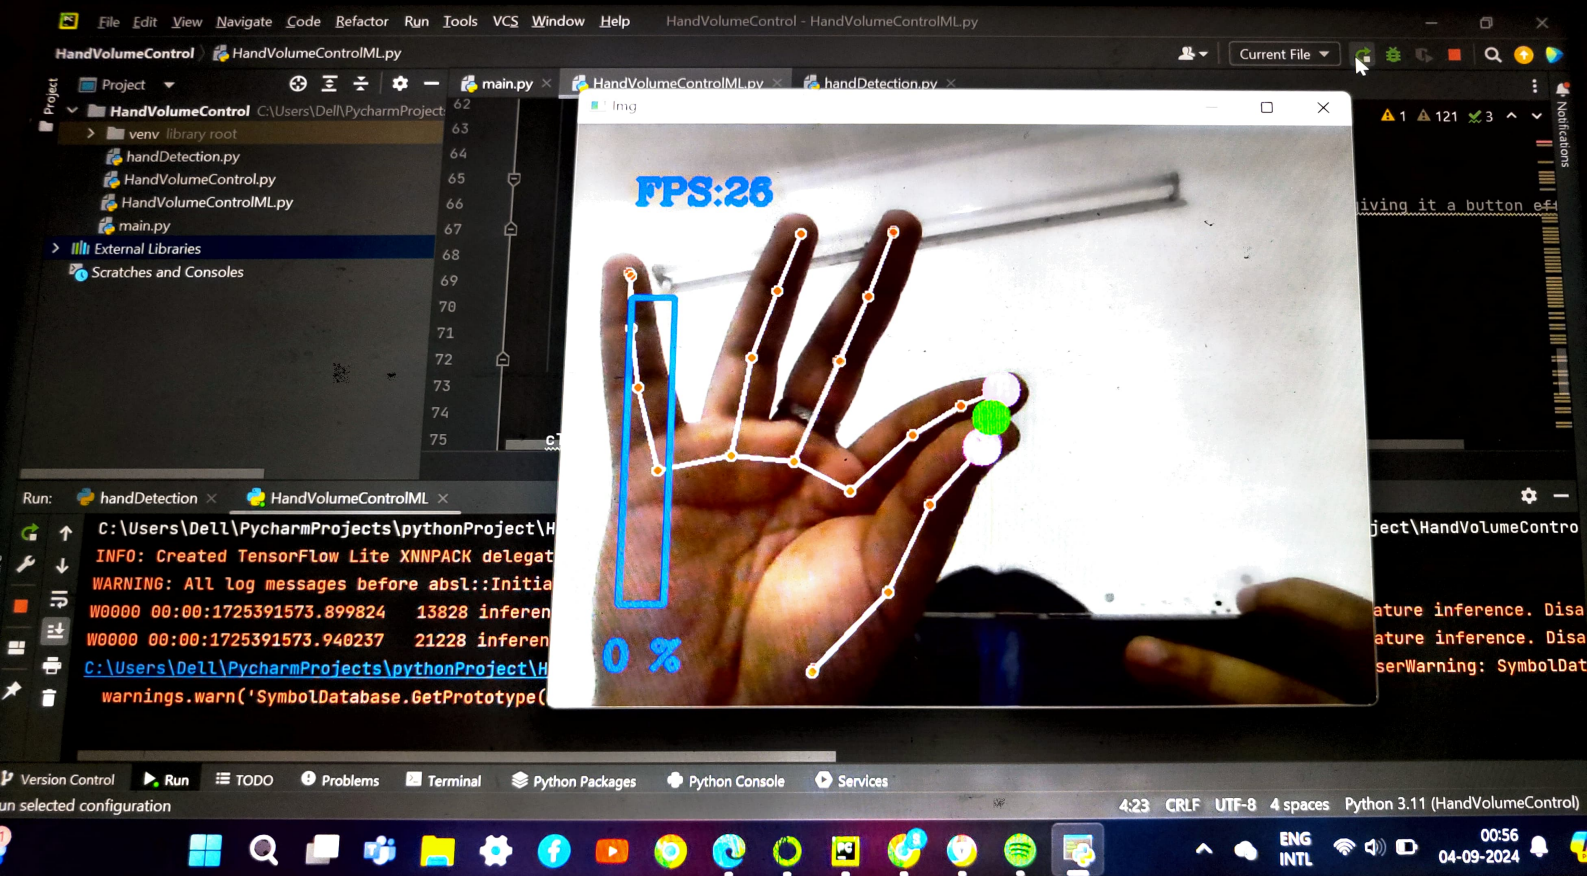 File Edit View Navigate Code Refactor Run Tools VCS Window Help HandVolumeControl - HandVolumeControlML.py
HandVolumeControl HandVolumeControlML.py Current File
Project main.py HandVolumeControlML.py handDetection.py
Project
HandVolumeControl C:\Users\Dell\PycharmProject
venv library root
handDetection.py
HandVolumeControl.py
HandVolumeControlML.py
main.py
External Libraries
Scratches and Consoles
62
63
64
65
66
67
68
69
70
71
72
73
74
75
1 121 3
Notifications
giving it a button ef
Img
FPS:26
0 %
Run: handDetection HandVolumeControlML
C:\Users\Dell\PycharmProjects\pythonProject\H ject\HandVolumeContro
INFO: Created TensorFlow Lite XNNPACK delegat
WARNING: All log messages before absl::Initia
W0000 00:00:1725391573.899824 13828 inferen ature inference. Disa
W0000 00:00:1725391573.940237 21228 inferen ature inference. Disa
C:\Users\Dell\PycharmProjects\pythonProject\H serWarning: SymbolDat
warnings.warn('SymbolDatabase.GetPrototype(
Version Control Run TODO Problems Terminal Python Packages Python Console Services
un selected configuration 4:23 CRLF UTF-8 4 spaces Python 3.11 (HandVolumeControl)
ENG
INTL
00:56
04-09-2024